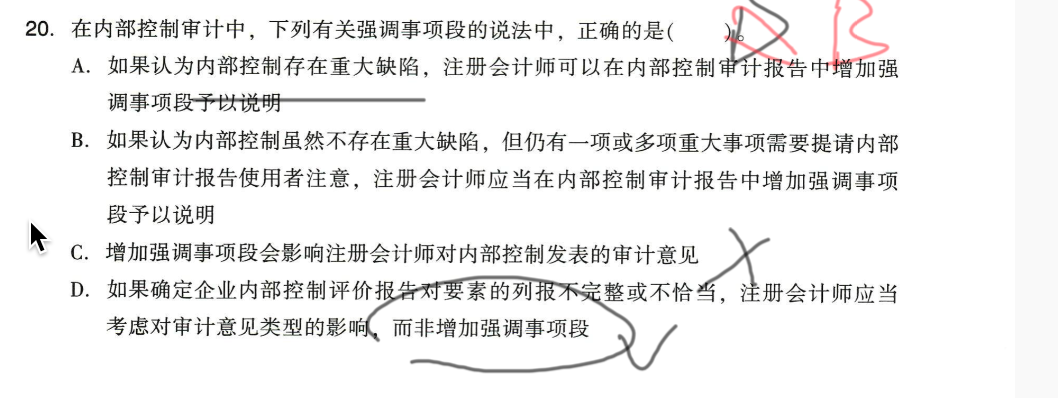 20. 在内部控制审计中，下列有关强调事项段的说法中，正确的是( )。 D B
A. 如果认为内部控制存在重大缺陷，注册会计师可以在内部控制审计报告中增加强
调事项段予以说明
B. 如果认为内部控制虽然不存在重大缺陷，但仍有一项或多项重大事项需要提请内部
控制审计报告使用者注意，注册会计师应当在内部控制审计报告中增加强调事项
段予以说明
C. 增加强调事项段会影响注册会计师对内部控制发表的审计意见
D. 如果确定企业内部控制评价报告对要素的列报不完整或不恰当，注册会计师应当
考虑对审计意见类型的影响，而非增加强调事项段